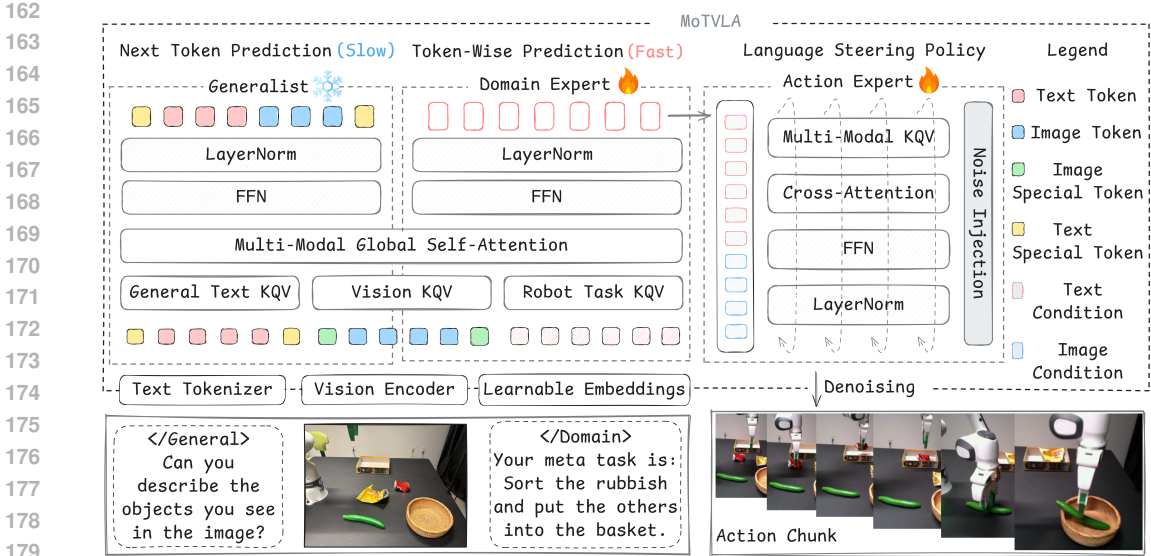 162
163
164
165
166
167
168
169
170
171
172
173
174
175
176
177
178
179
MoTVLA
Next Token Prediction(Slow)
Token-Wise Prediction(Fast)
Language Steering Policy
Legend
Generalist
Domain Expert
Action Expert
LayerNorm
FFN
LayerNorm
FFN
Multi-Modal Global Self-Attention
General Text KQV
Vision KQV
Robot Task KQV
Text Tokenizer
Vision Encoder
Learnable Embeddings
Multi-Modal KQV
Cross-Attention
FFN
LayerNorm
Noise Injection
Text Token
Image Token
Image
Special Token
Text
Special Token
Text
Condition
Image
Condition
Denoising
</General>
Can you
describe the
objects you see
in the image?
</Domain>
Your meta task is:
Sort the rubbish
and put the others
into the basket.
Action Chunk